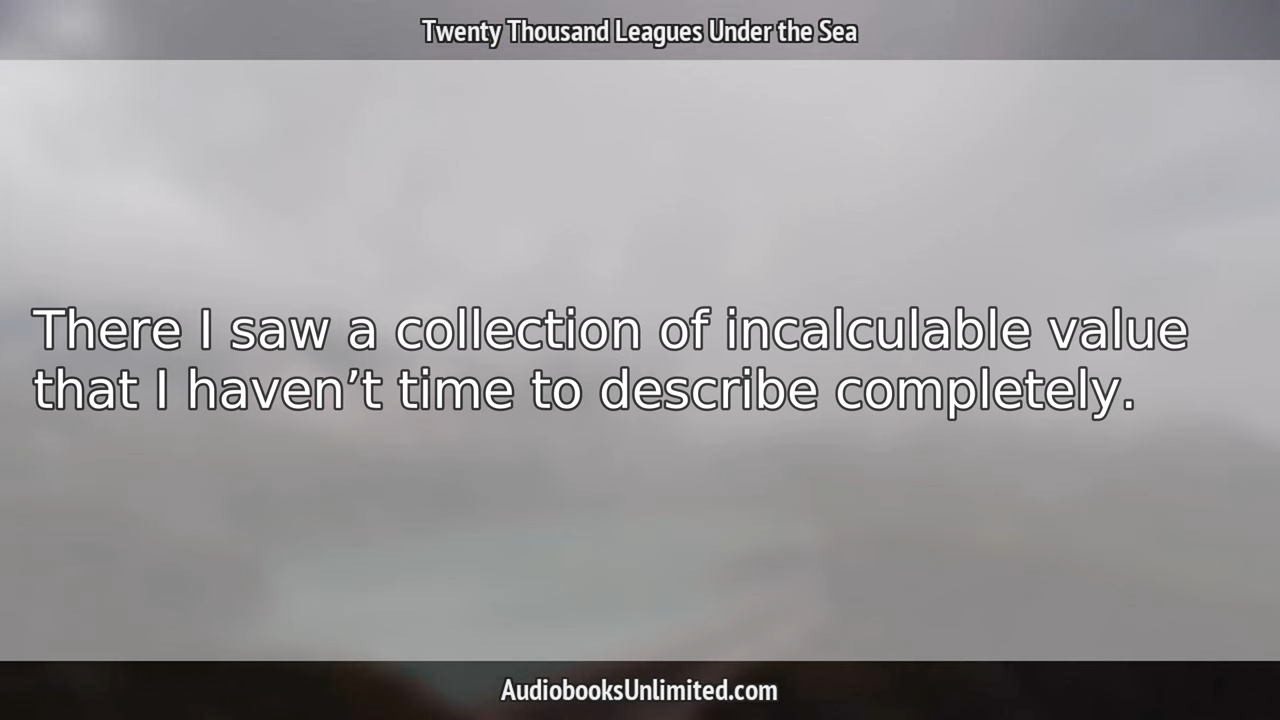 Twenty Thousand Leagues Under the Sea
There I saw a collection of incalculable value
that I haven’t time to describe completely.
AudiobooksUnlimited.com